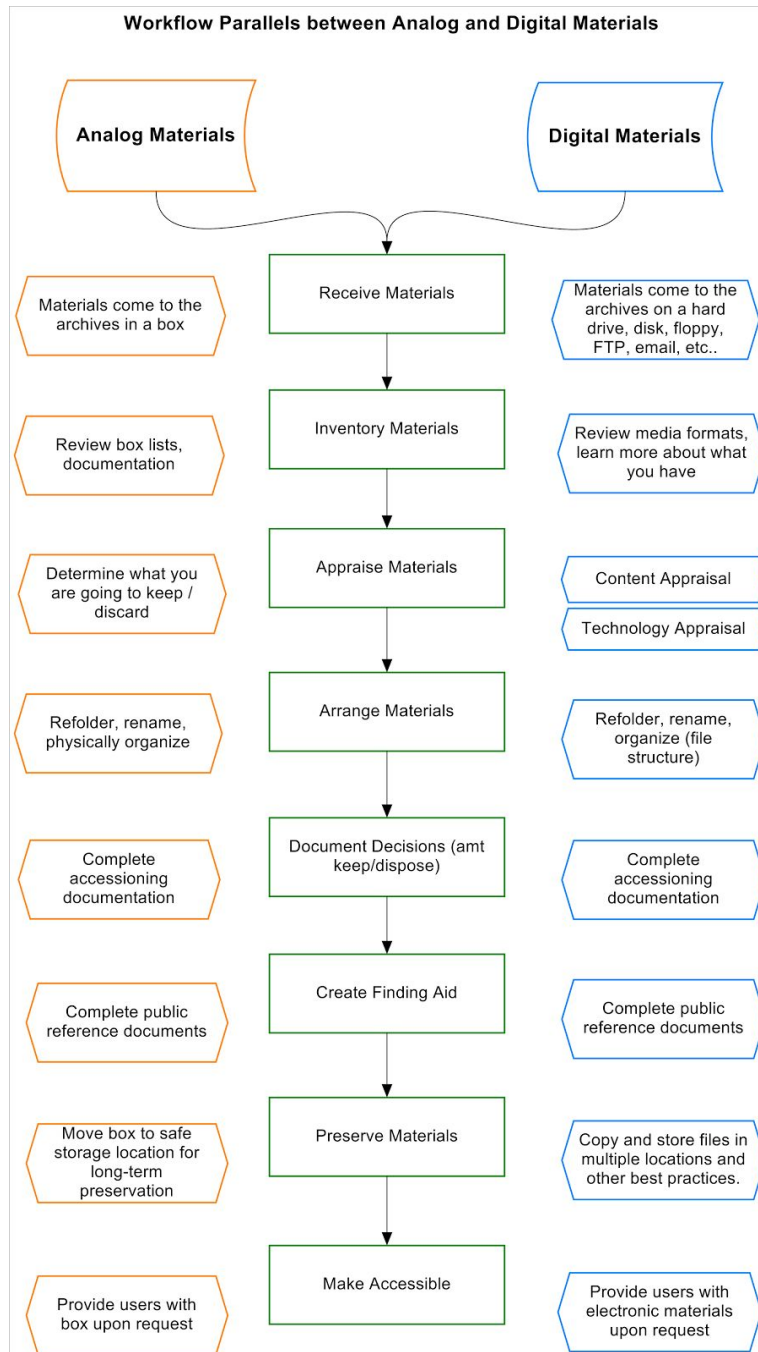 Workflow Parallels between Analog and Digital Materials
Analog Materials
Digital Materials
Receive Materials
Materials come to the
archives in a box
Materials come to the
archives on a hard
drive, disk, floppy,
FTP, email, etc..
Inventory Materials
Review box lists,
documentation
Review media formats,
learn more about what
you have
Appraise Materials
Determine what you
are going to keep /
discard
Content Appraisal
Technology Appraisal
Arrange Materials
Refolder, rename,
physically organize
Refolder, rename,
organize (file
structure)
Document Decisions (amt
keep/dispose)
Complete
accessioning
documentation
Complete
accessioning
documentation
Create Finding Aid
Complete public
reference documents
Complete public
reference documents
Preserve Materials
Move box to safe
storage location for
long-term
preservation
Copy and store files in
multiple locations and
other best practices.
Make Accessible
Provide users with
box upon request
Provide users with
electronic materials
upon request